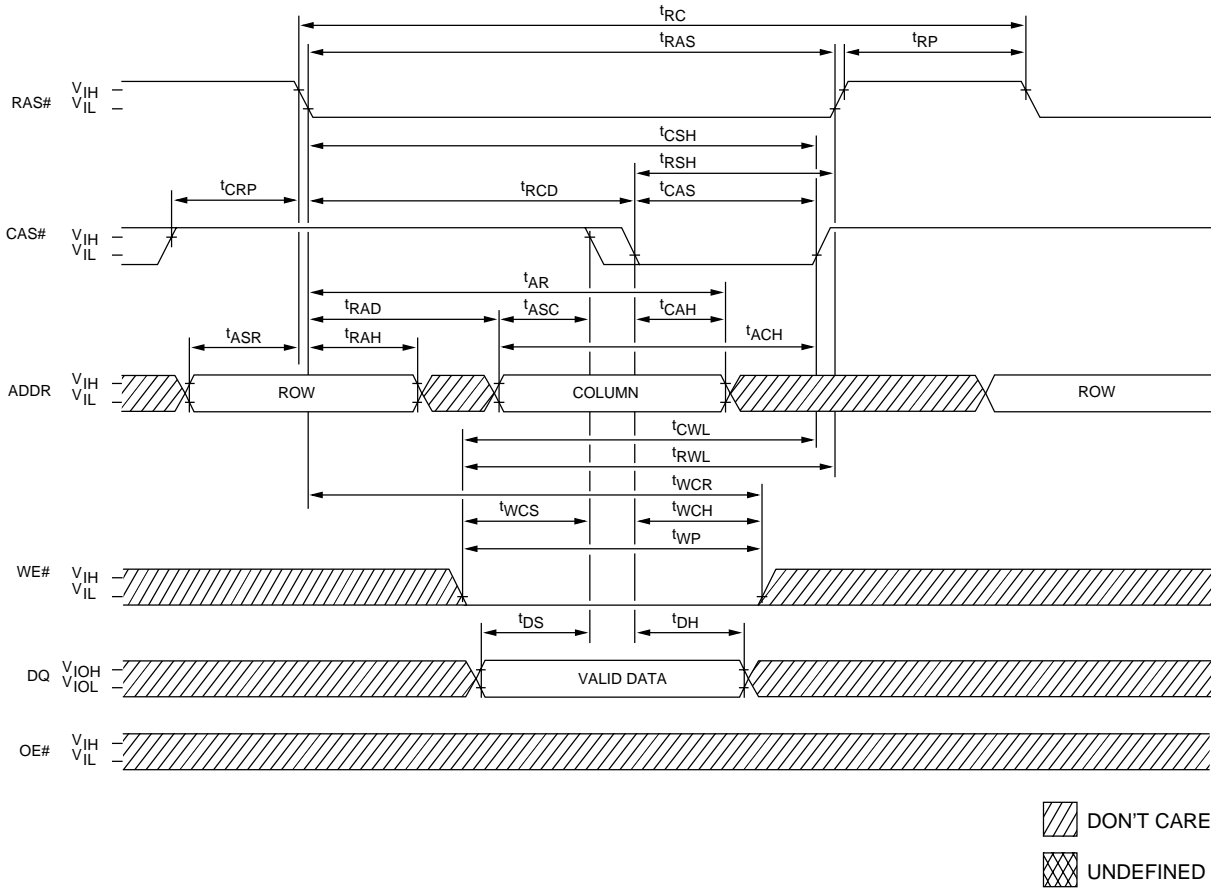 tRC
tRAS tRP
RAS# VIH
VIL
tCSH
tRSH
tCRP tRCD tCAS
CAS# VIH
VIL
tAR
tRAD tASC tCAH
tASR tRAH tACH
ADDR VIH
VIL
ROW COLUMN ROW
tCWL
tRWL
tWCR
tWCS tWCH
tWP
WE# VIH
VIL
tDS tDH
DQ VIOH
VIOL
VALID DATA
OE# VIH
VIL
DON'T CARE
UNDEFINED